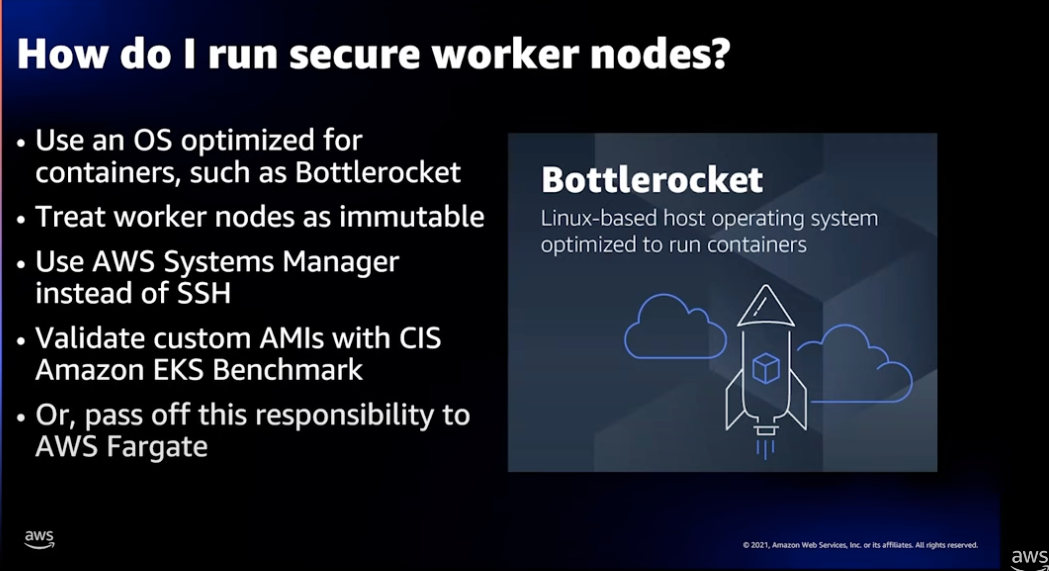 How do I run secure worker nodes?
• Use an OS optimized for
containers, such as Bottlerocket
• Treat worker nodes as immutable
• Use AWS Systems Manager
instead of SSH
• Validate custom AMIs with CIS
Amazon EKS Benchmark
• Or, pass off this responsibility to
AWS Fargate
Bottlerocket
Linux-based host operating system
optimized to run containers
aws
© 2021, Amazon Web Services, Inc. or its affiliates. All rights reserved.
aws